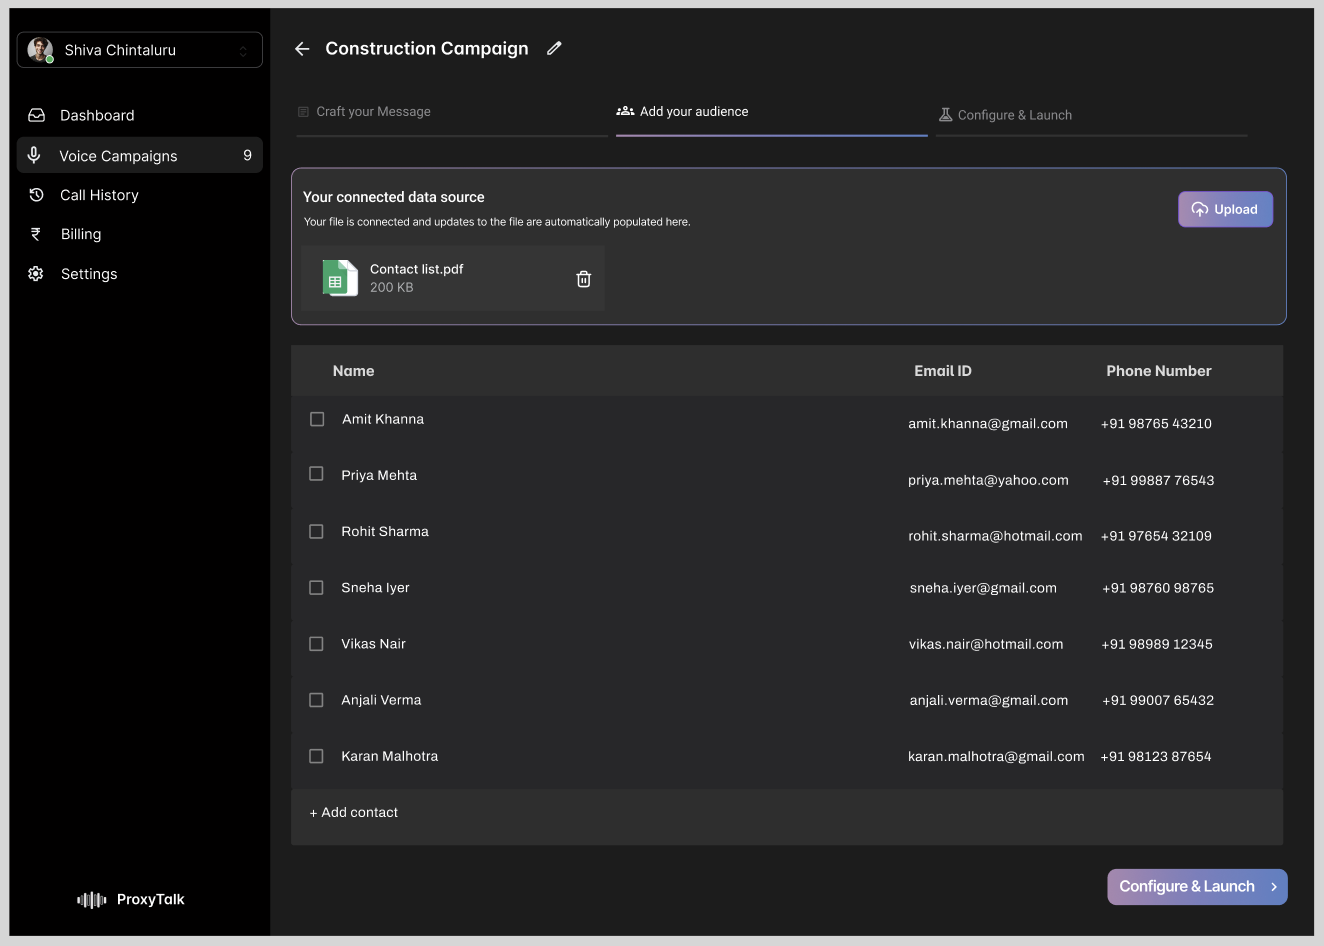 Shiva Chintaluru
Dashboard
Voice Campaigns 9
Call History
Billing
Settings
ProxyTalk
Construction Campaign
Craft your Message
Add your audience
Configure & Launch
Your connected data source
Your file is connected and updates to the file are automatically populated here.
Upload
Contact list.pdf
200 KB
Name Email ID Phone Number
Amit Khanna amit.khanna@gmail.com +91 98765 43210
Priya Mehta priya.mehta@yahoo.com +91 99887 76543
Rohit Sharma rohit.sharma@hotmail.com +91 97654 32109
Sneha Iyer sneha.iyer@gmail.com +91 98760 98765
Vikas Nair vikas.nair@hotmail.com +91 98989 12345
Anjali Verma anjali.verma@gmail.com +91 99007 65432
Karan Malhotra karan.malhotra@gmail.com +91 98123 87654
+ Add contact
Configure & Launch